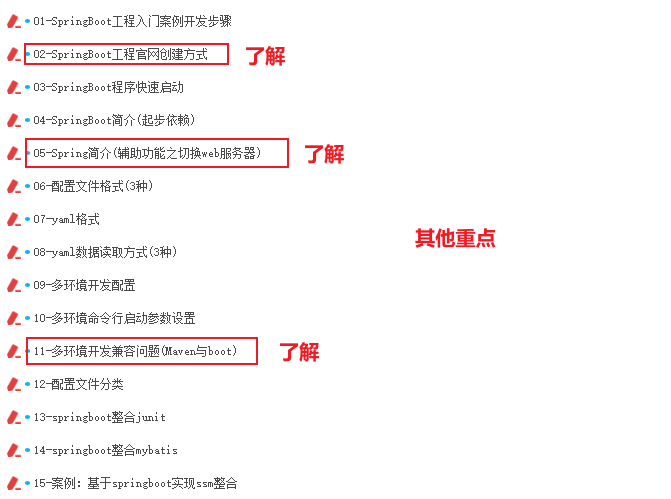 01-SpringBoot工程入门案例开发步骤
02-SpringBoot工程官网创建方式 了解
03-SpringBoot程序快速启动
04-SpringBoot简介(起步依赖)
05-Spring简介(辅助功能之切换web服务器) 了解
06-配置文件格式(3种)
07-yaml格式
其他重点
08-yaml数据读取方式(3种)
09-多环境开发配置
10-多环境命令行启动参数设置
11-多环境开发兼容问题(Maven与boot) 了解
12-配置文件分类
13-springboot整合junit
14-springboot整合mybatis
15-案例：基于springboot实现ssm整合